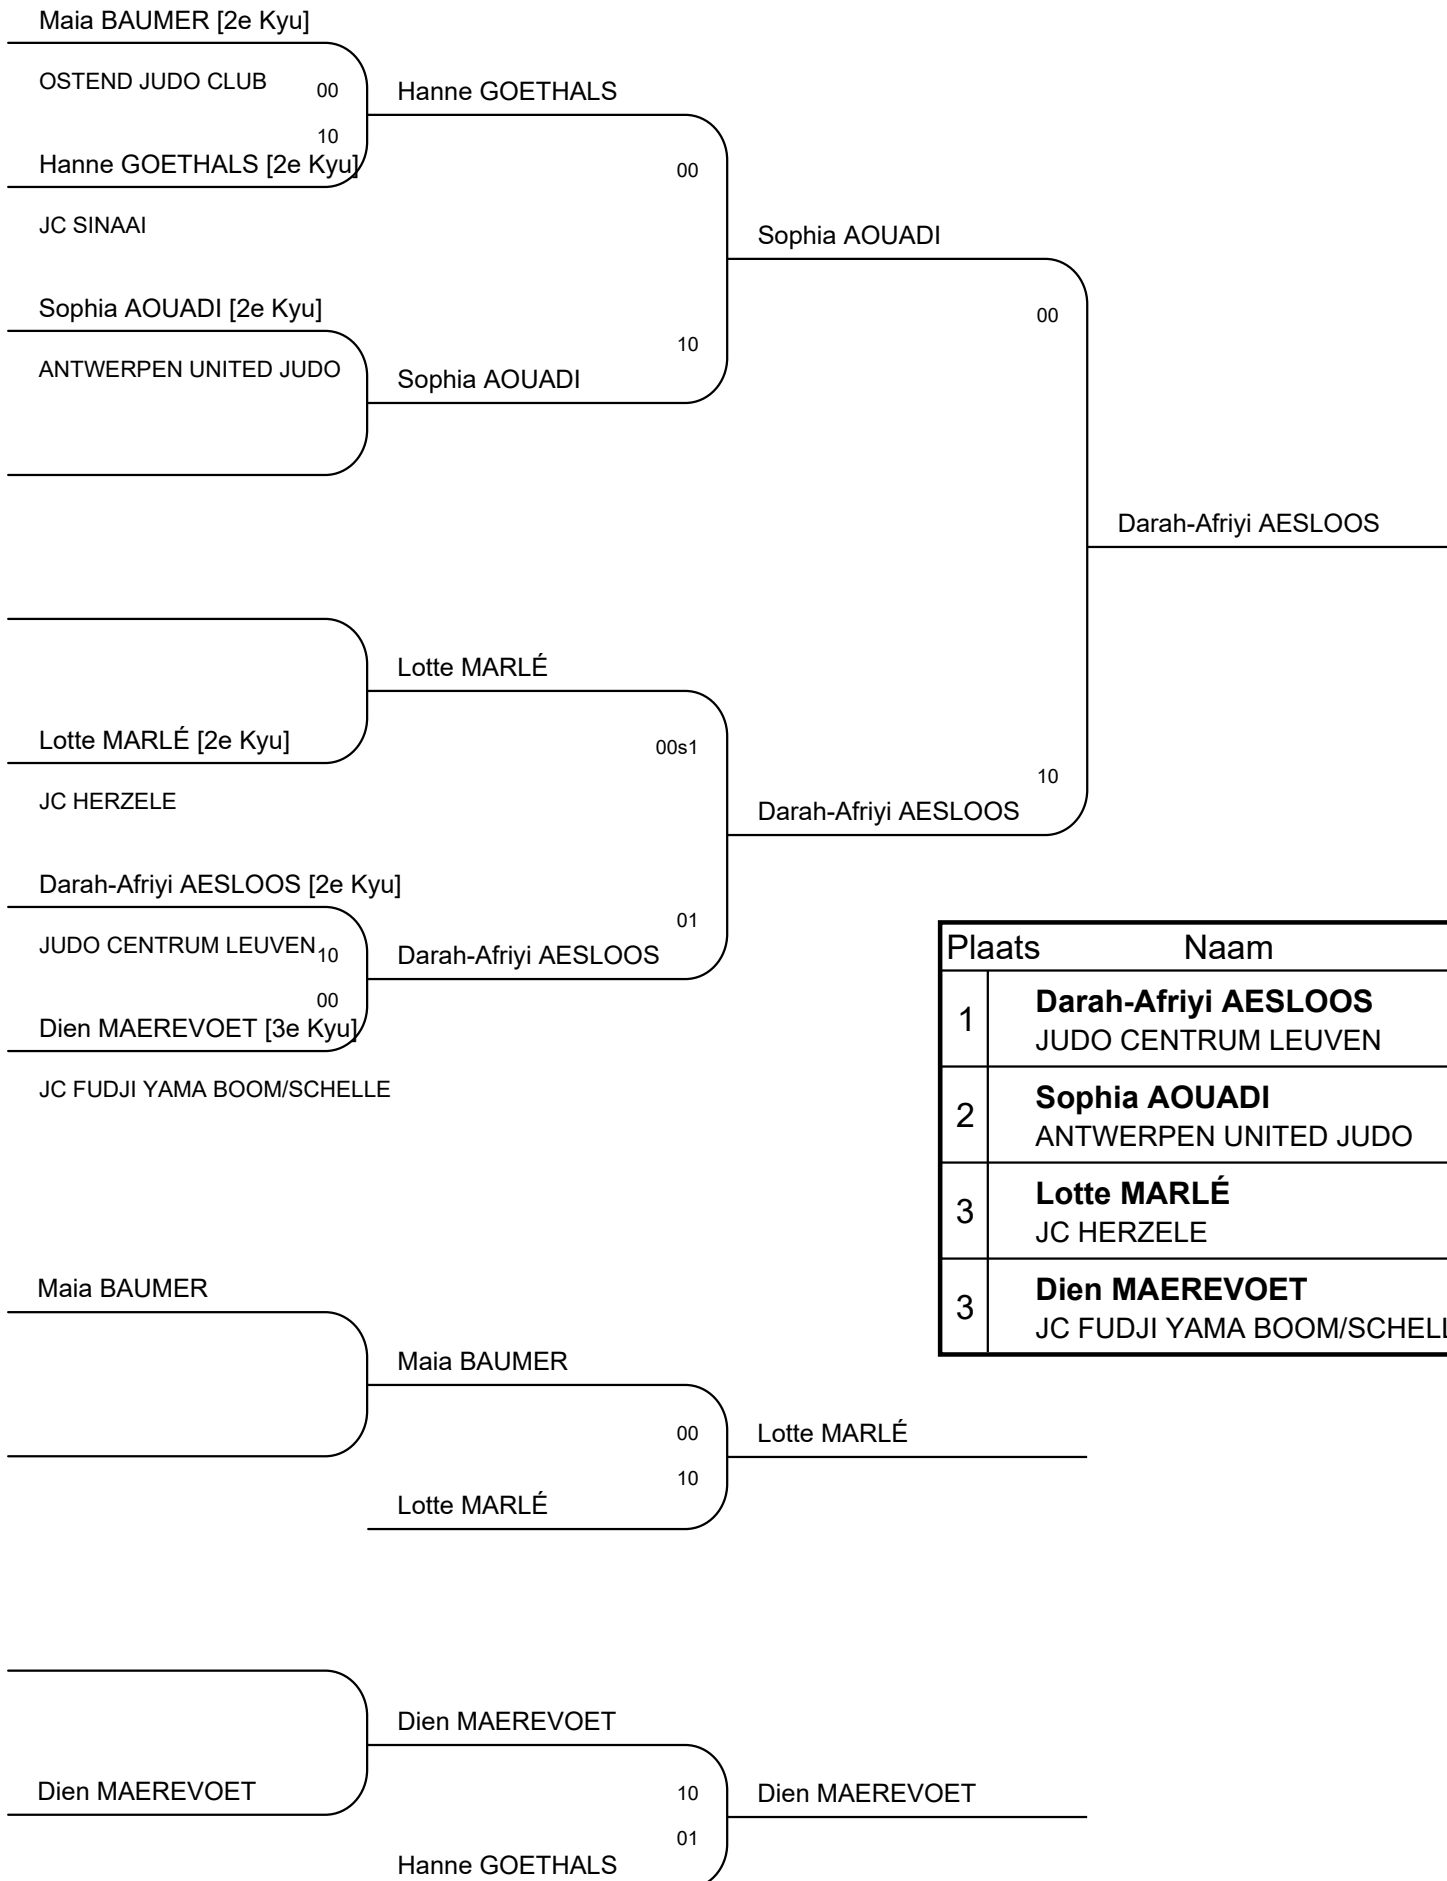 Maia BAUMER [2e Kyu]
OSTEND JUDO CLUB
00
10
Hanne GOETHALS [2e Kyu]
JC SINAAI
Sophia AOUADI [2e Kyu]
ANTWERPEN UNITED JUDO
Hanne GOETHALS
00
10
Sophia AOUADI
Sophia AOUADI
00
Darah-Afriyi AESLOOS
Lotte MARLÉ
Lotte MARLÉ [2e Kyu]
JC HERZELE
00s1
Darah-Afriyi AESLOOS [2e Kyu]
JUDO CENTRUM LEUVEN
10
00
Dien MAEREVOET [3e Kyu]
JC FUDJI YAMA BOOM/SCHELLE
01
Darah-Afriyi AESLOOS
10
Darah-Afriyi AESLOOS
Plaats Naam
1 Darah-Afriyi AESLOOS
JUDO CENTRUM LEUVEN
2 Sophia AOUADI
ANTWERPEN UNITED JUDO
3 Lotte MARLÉ
JC HERZELE
3 Dien MAEREVOET
JC FUDJI YAMA BOOM/SCHELL
Maia BAUMER
Maia BAUMER
00
10
Lotte MARLÉ
Lotte MARLÉ
Dien MAEREVOET
Dien MAEREVOET
10
01
Hanne GOETHALS
Dien MAEREVOET